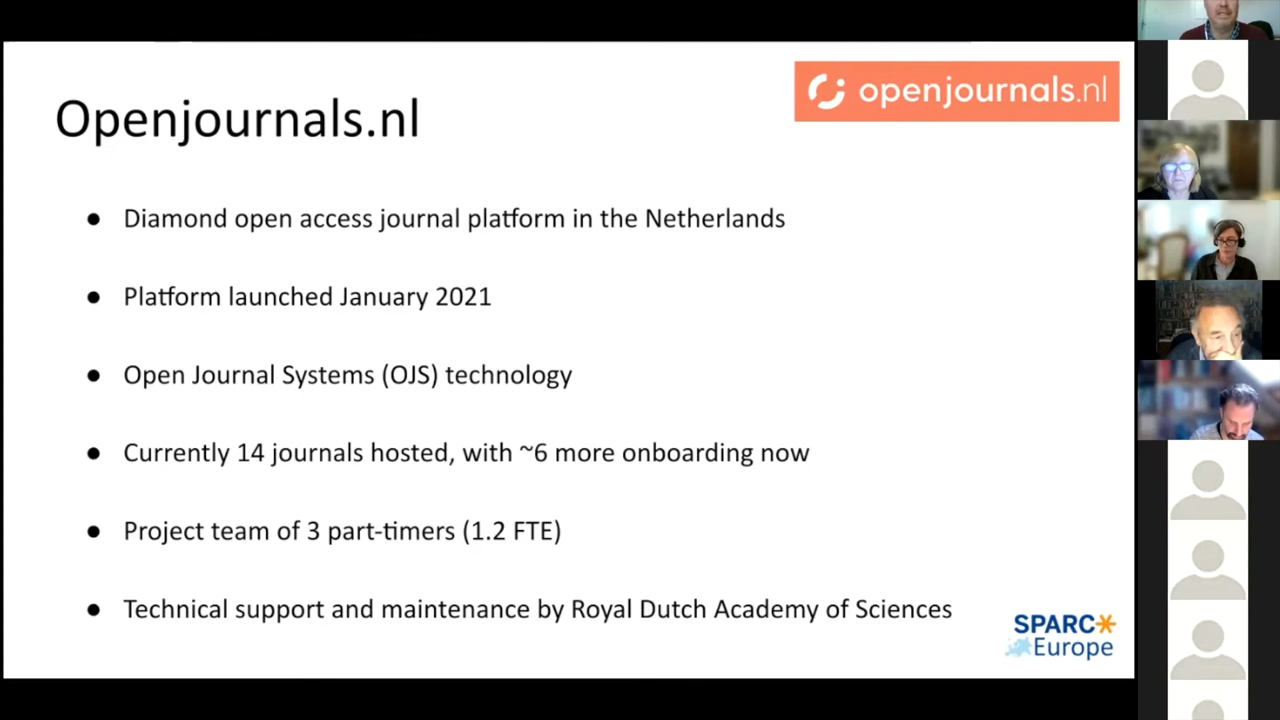 openjournals.nl
Openjournals.nl
● Diamond open access journal platform in the Netherlands
● Platform launched January 2021
● Open Journal Systems (OJS) technology
● Currently 14 journals hosted, with ~6 more onboarding now
● Project team of 3 part-timers (1.2 FTE)
● Technical support and maintenance by Royal Dutch Academy of Sciences
SPARC
Europe